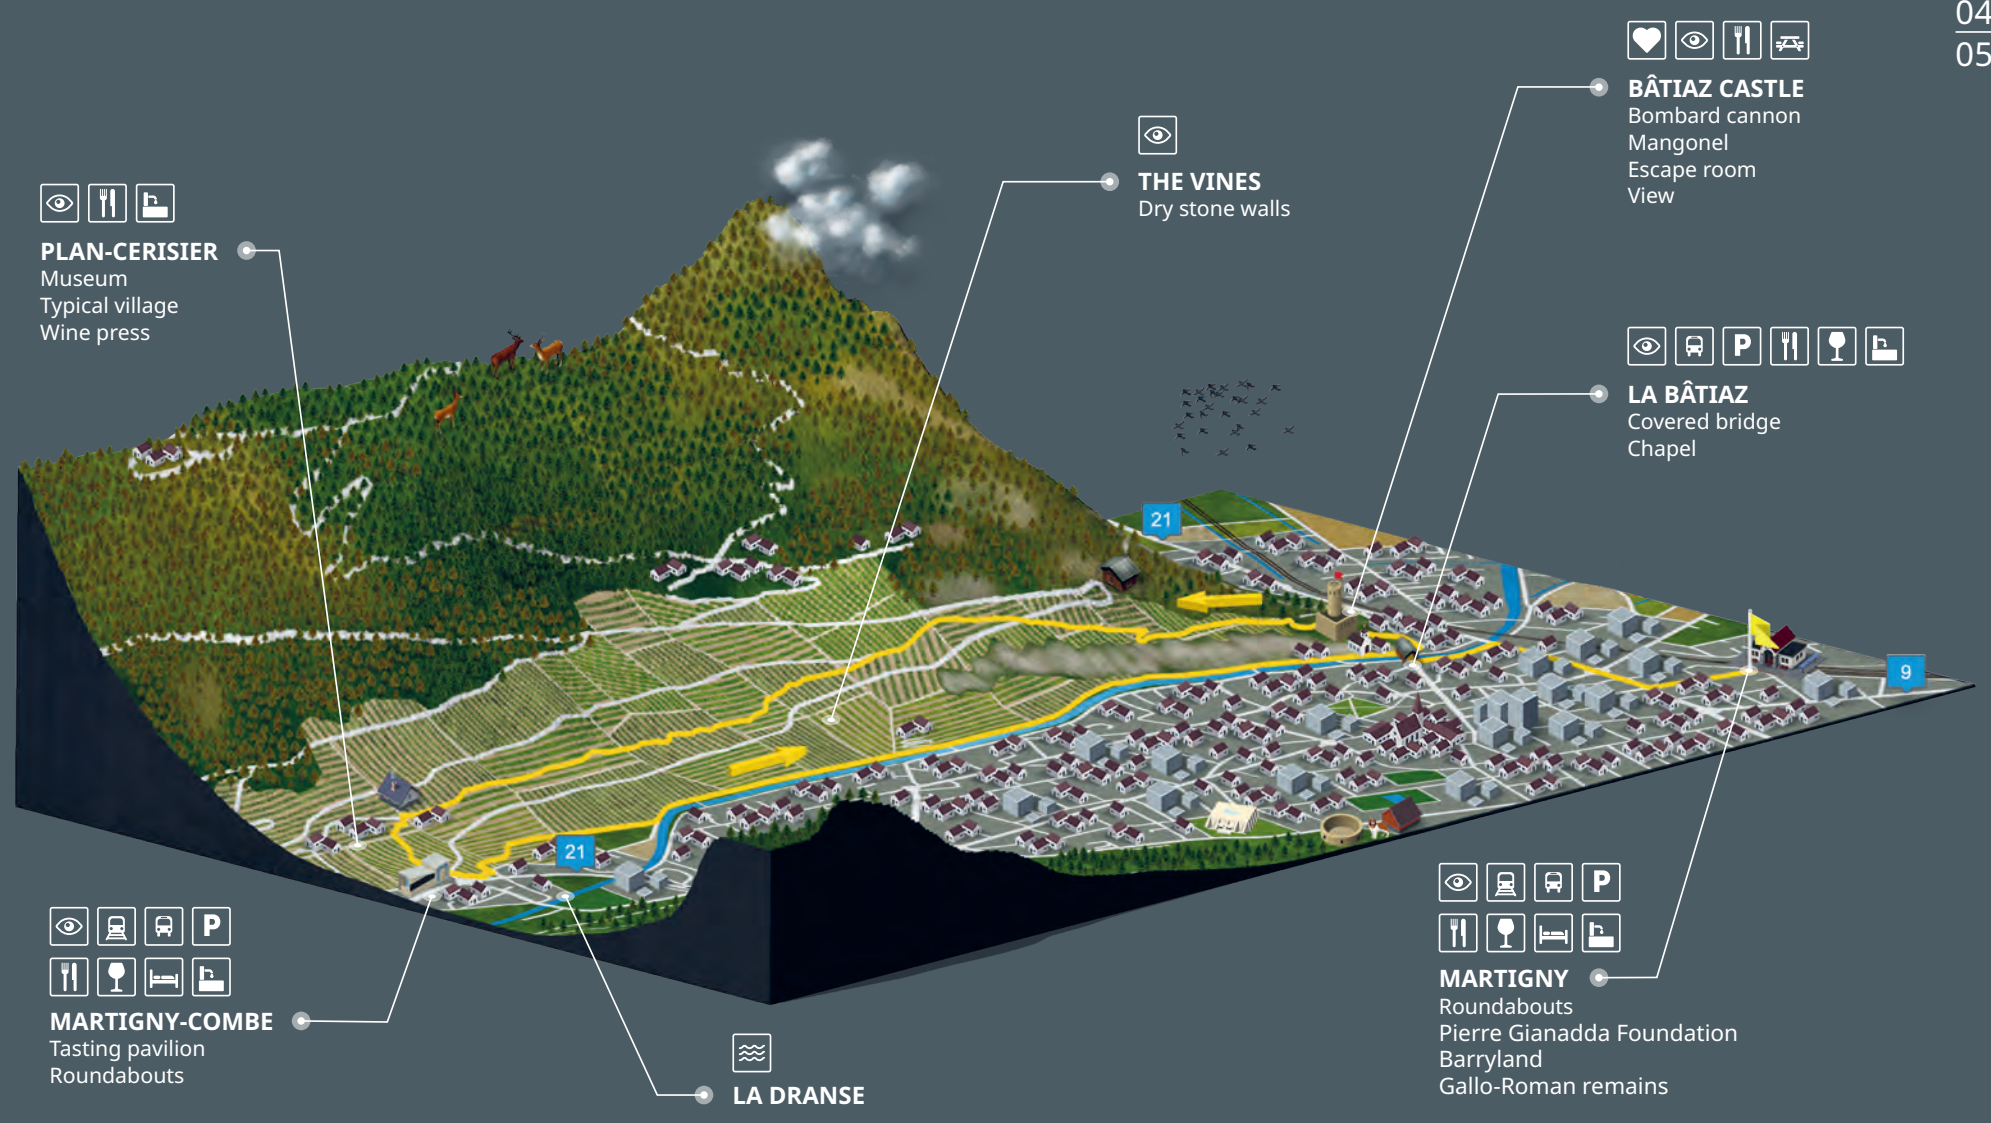 04
05
BÂTIAZ CASTLE
Bombard cannon
Mangonel
Escape room
View
THE VINES
Dry stone walls
PLAN-CERISIER
Museum
Typical village
Wine press
P
LA BÂTIAZ
Covered bridge
Chapel
21
9
21
P
MARTIGNY-COMBE
Tasting pavilion
Roundabouts
LA DRANSE
P
MARTIGNY
Roundabouts
Pierre Gianadda Foundation
Barryland
Gallo-Roman remains